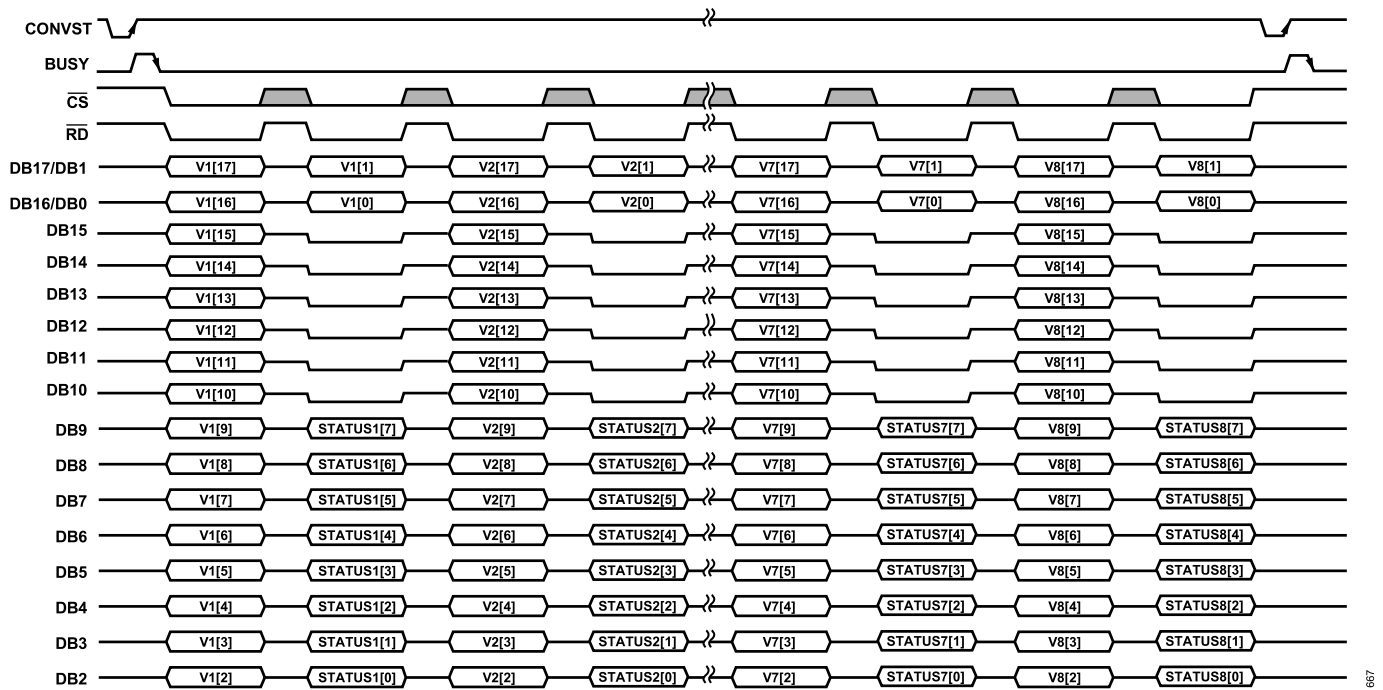 CONVST
BUSY
CS
RD
DB17/DB1 V1[17] V1[1] V2[17] V2[1] V7[17] V7[1] V8[17] V8[1]
DB16/DB0 V1[16] V1[0] V2[16] V2[0] V7[16] V7[0] V8[16] V8[0]
DB15 V1[15] V2[15] V7[15] V8[15]
DB14 V1[14] V2[14] V7[14] V8[14]
DB13 V1[13] V2[13] V7[13] V8[13]
DB12 V1[12] V2[12] V7[12] V8[12]
DB11 V1[11] V2[11] V7[11] V8[11]
DB10 V1[10] V2[10] V7[10] V8[10]
DB9 V1[9] STATUS1[7] V2[9] STATUS2[7] V7[9] STATUS7[7] V8[9] STATUS8[7]
DB8 V1[8] STATUS1[6] V2[8] STATUS2[6] V7[8] STATUS7[6] V8[8] STATUS8[6]
DB7 V1[7] STATUS1[5] V2[7] STATUS2[5] V7[7] STATUS7[5] V8[7] STATUS8[5]
DB6 V1[6] STATUS1[4] V2[6] STATUS2[4] V7[6] STATUS7[4] V8[6] STATUS8[4]
DB5 V1[5] STATUS1[3] V2[5] STATUS2[3] V7[5] STATUS7[3] V8[5] STATUS8[3]
DB4 V1[4] STATUS1[2] V2[4] STATUS2[2] V7[4] STATUS7[2] V8[4] STATUS8[2]
DB3 V1[3] STATUS1[1] V2[3] STATUS2[1] V7[3] STATUS7[1] V8[3] STATUS8[1]
DB2 V1[2] STATUS1[0] V2[2] STATUS2[0] V7[2] STATUS7[0] V8[2] STATUS8[0]
667